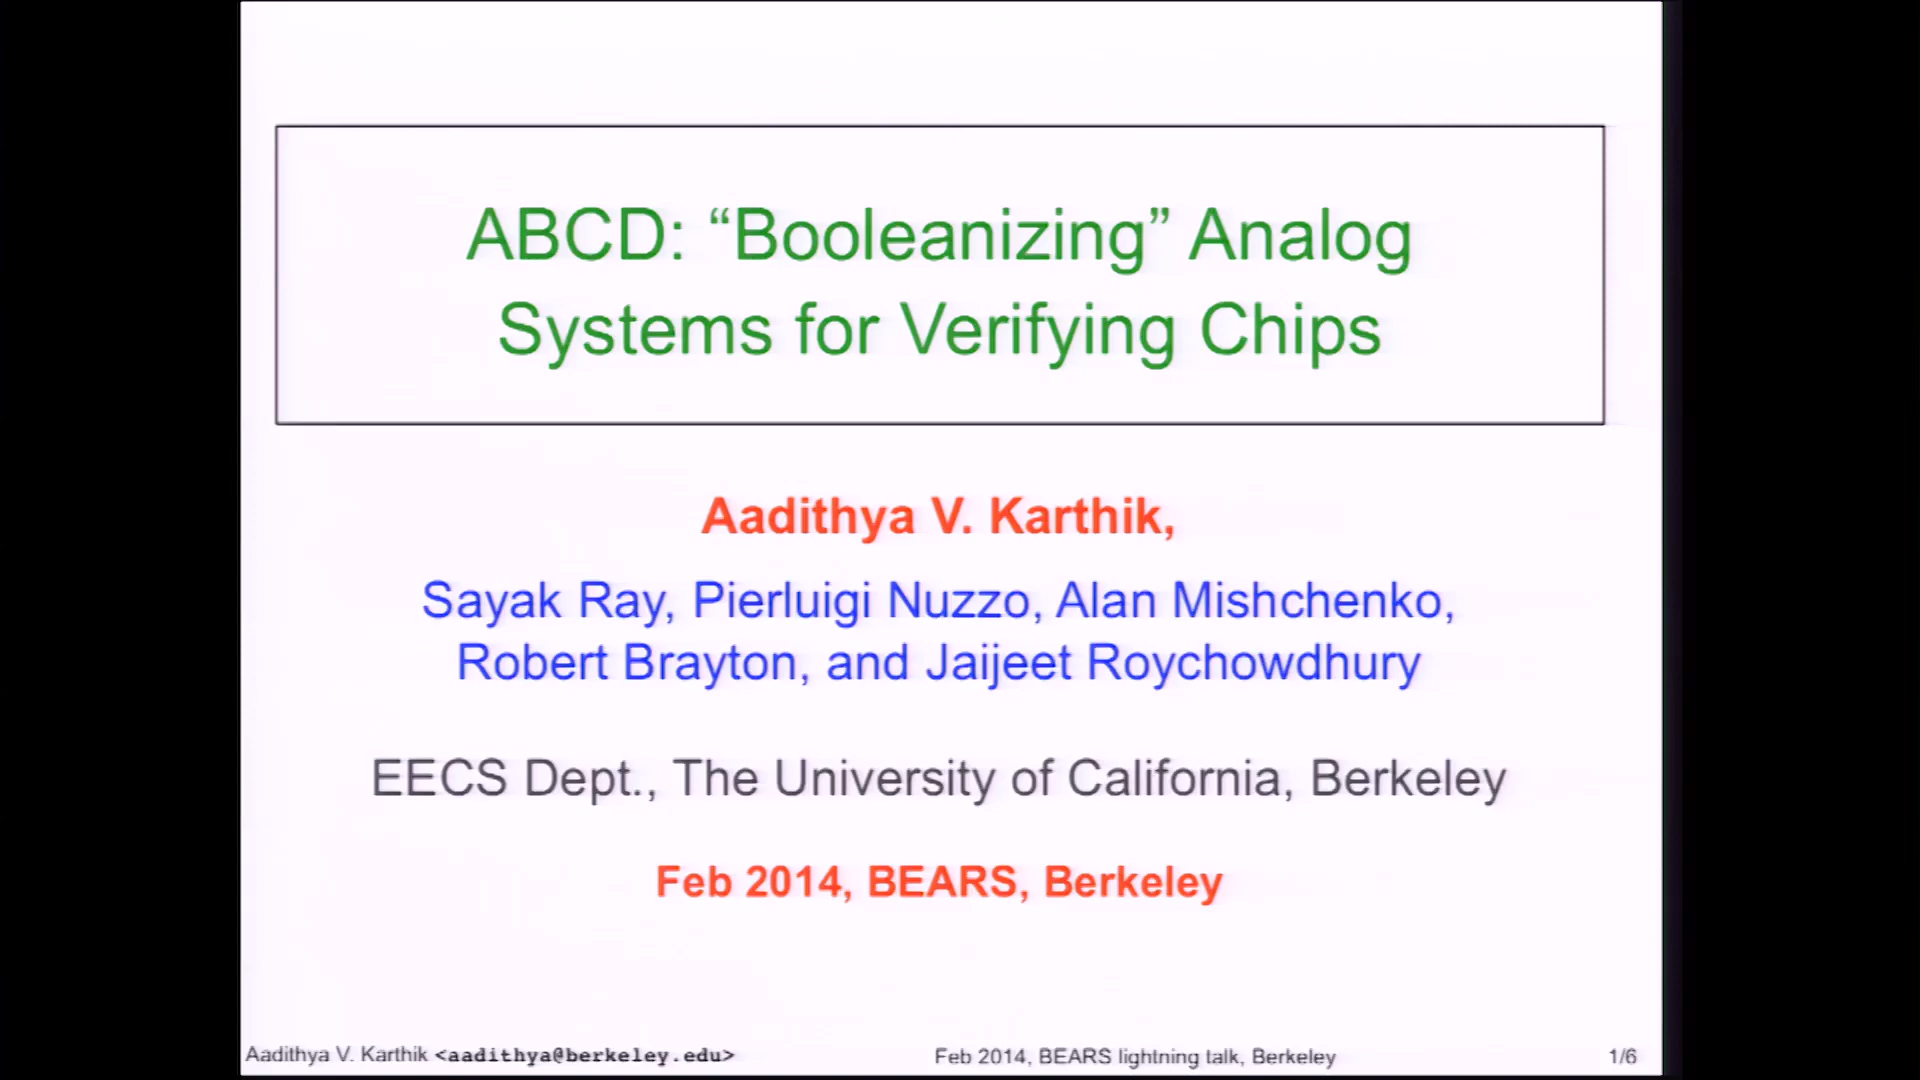 ABCD: “Booleanizing” Analog
Systems for Verifying Chips
Aadithya V. Karthik,
Sayak Ray, Pierluigi Nuzzo, Alan Mishchenko,
Robert Brayton, and Jaijeet Roychowdhury
EECS Dept., The University of California, Berkeley
Feb 2014, BEARS, Berkeley
Aadithya V. Karthik <aadithya@berkeley.edu>
Feb 2014, BEARS lightning talk, Berkeley
1/6